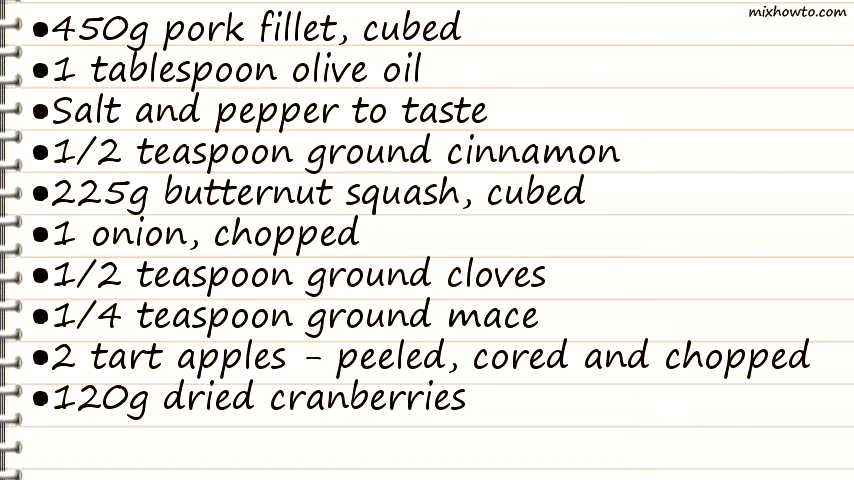 mixhowto.com
•450g pork fillet, cubed
•1 tablespoon olive oil
•Salt and pepper to taste
•1/2 teaspoon ground cinnamon
•225g butternut squash, cubed
•1 onion, chopped
•1/2 teaspoon ground cloves
•1/4 teaspoon ground mace
•2 tart apples - peeled, cored and chopped
•120g dried cranberries